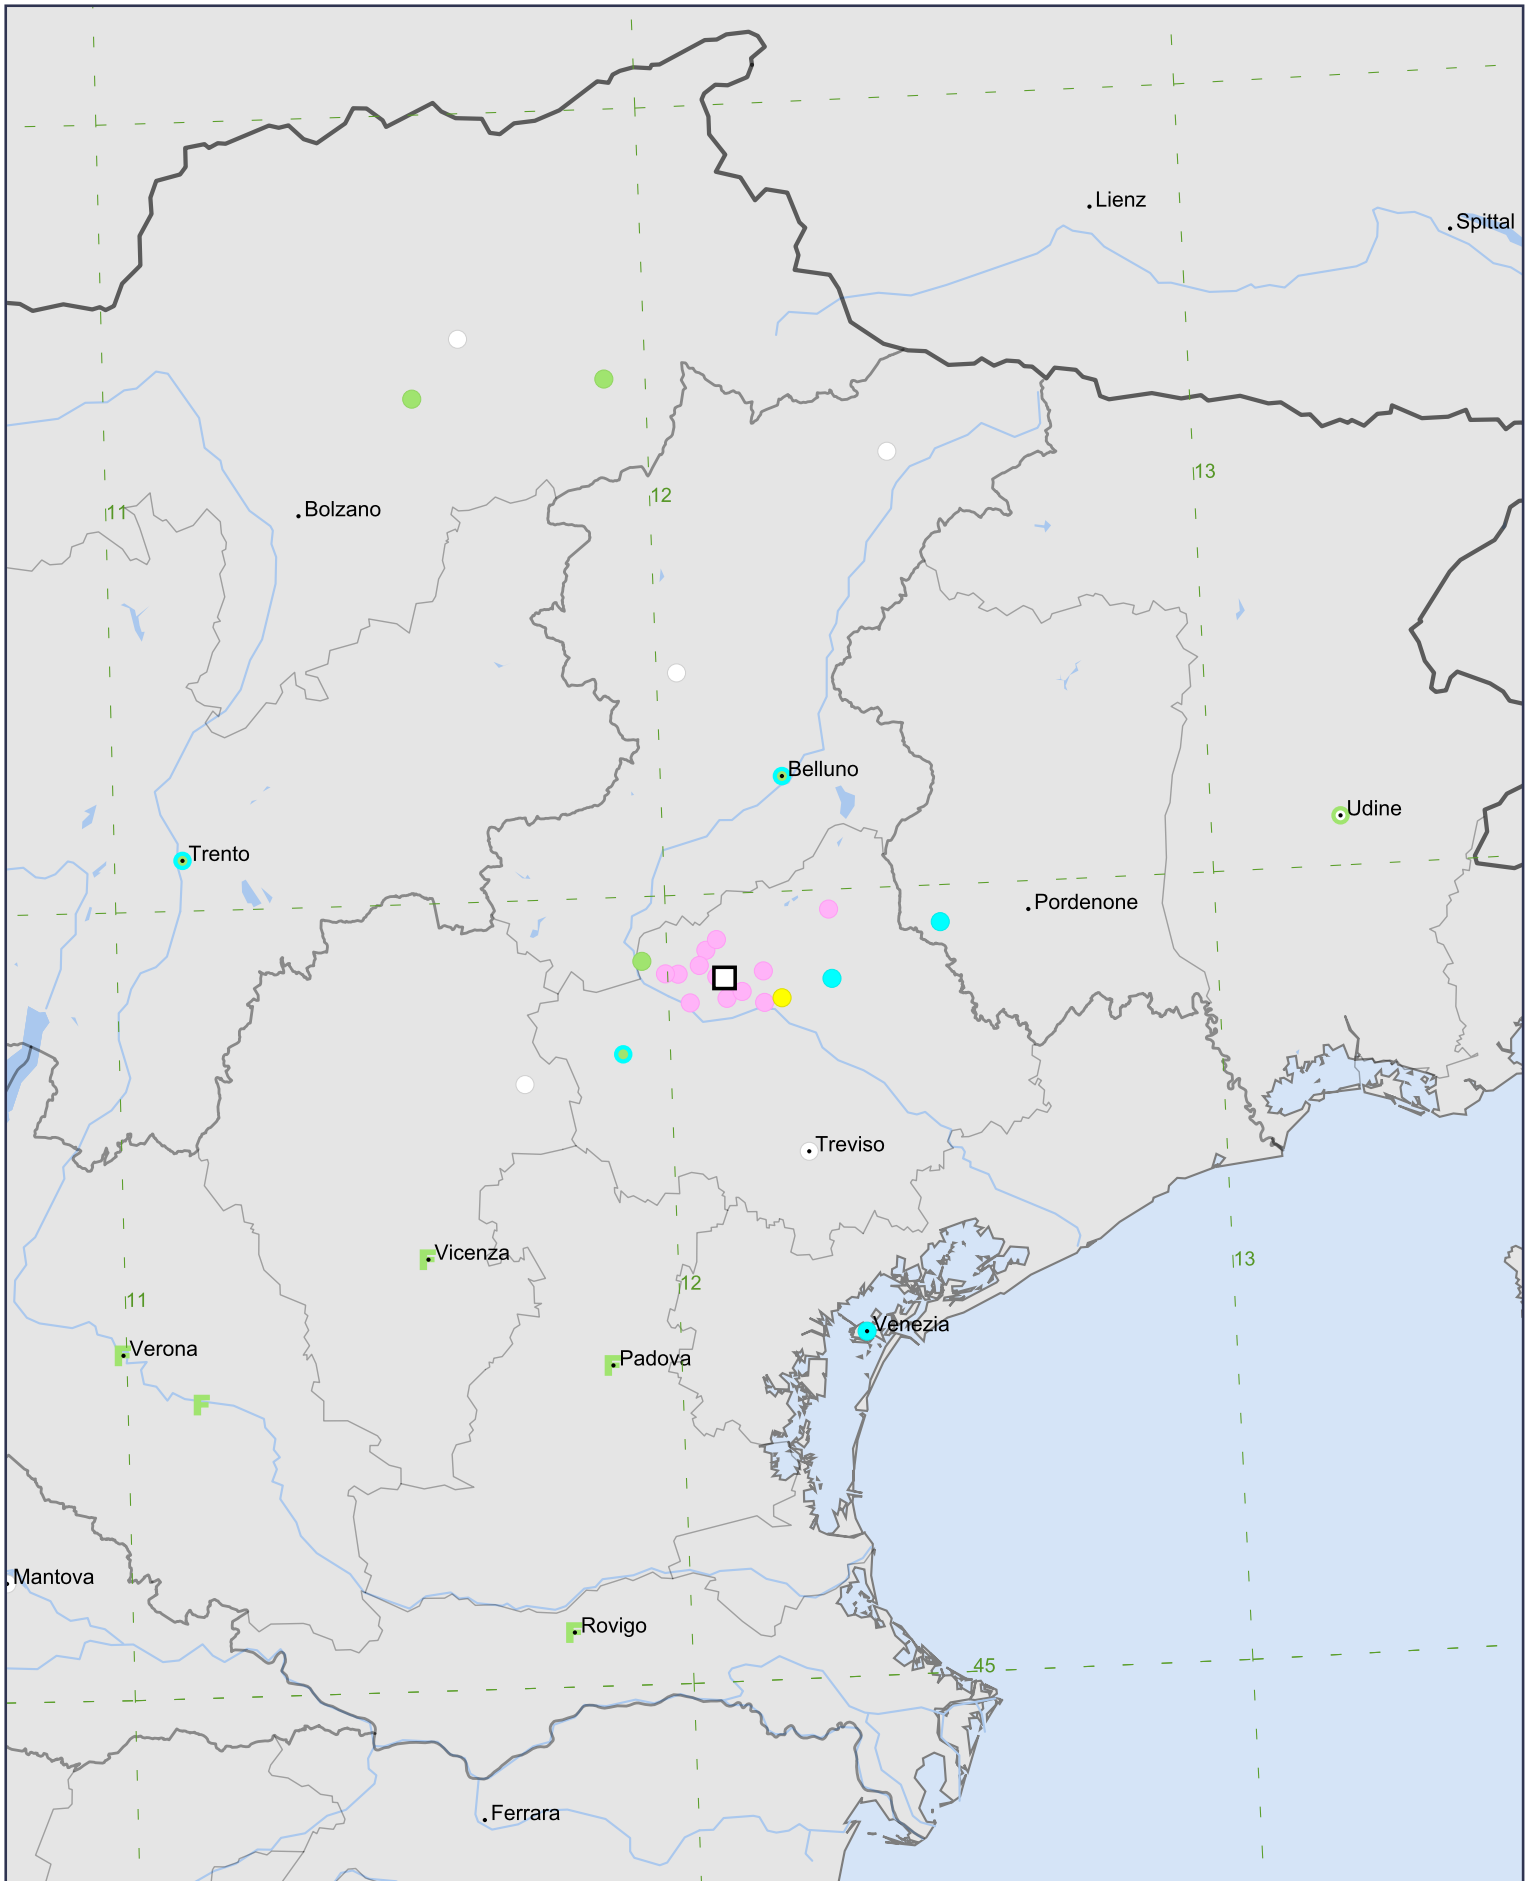 Lienz
Spittal
13
12
11
Bolzano
Belluno
Udine
Trento
Pordenone
Treviso
Vicenza
13
12
11
Venezia
Verona
Padova
F
F
F
F
F
Mantova
Rovigo
45
Ferrara